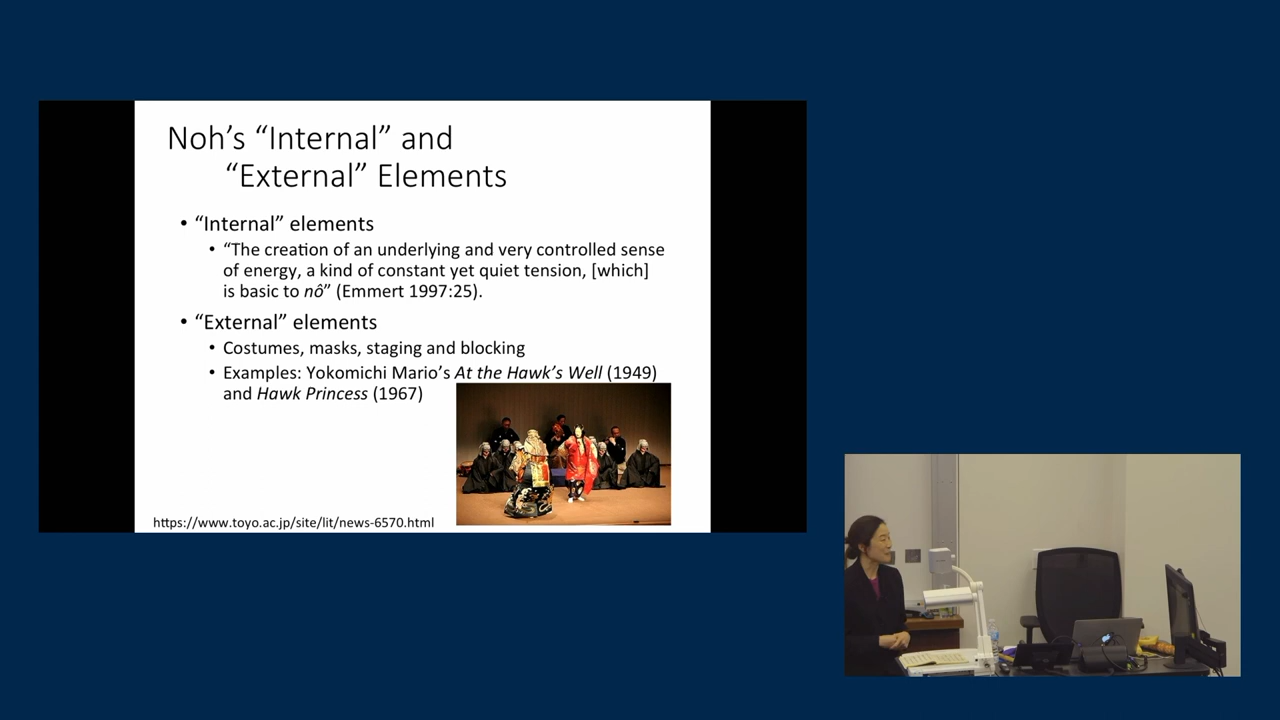 Noh’s “Internal” and
“External” Elements
• “Internal” elements
• “The creation of an underlying and very controlled sense
of energy, a kind of constant yet quiet tension, [which]
is basic to nô” (Emmert 1997:25).
• “External” elements
• Costumes, masks, staging and blocking
• Examples: Yokomichi Mario’s At the Hawk’s Well (1949)
and Hawk Princess (1967)
https://www.toyo.ac.jp/site/lit/news-6570.html